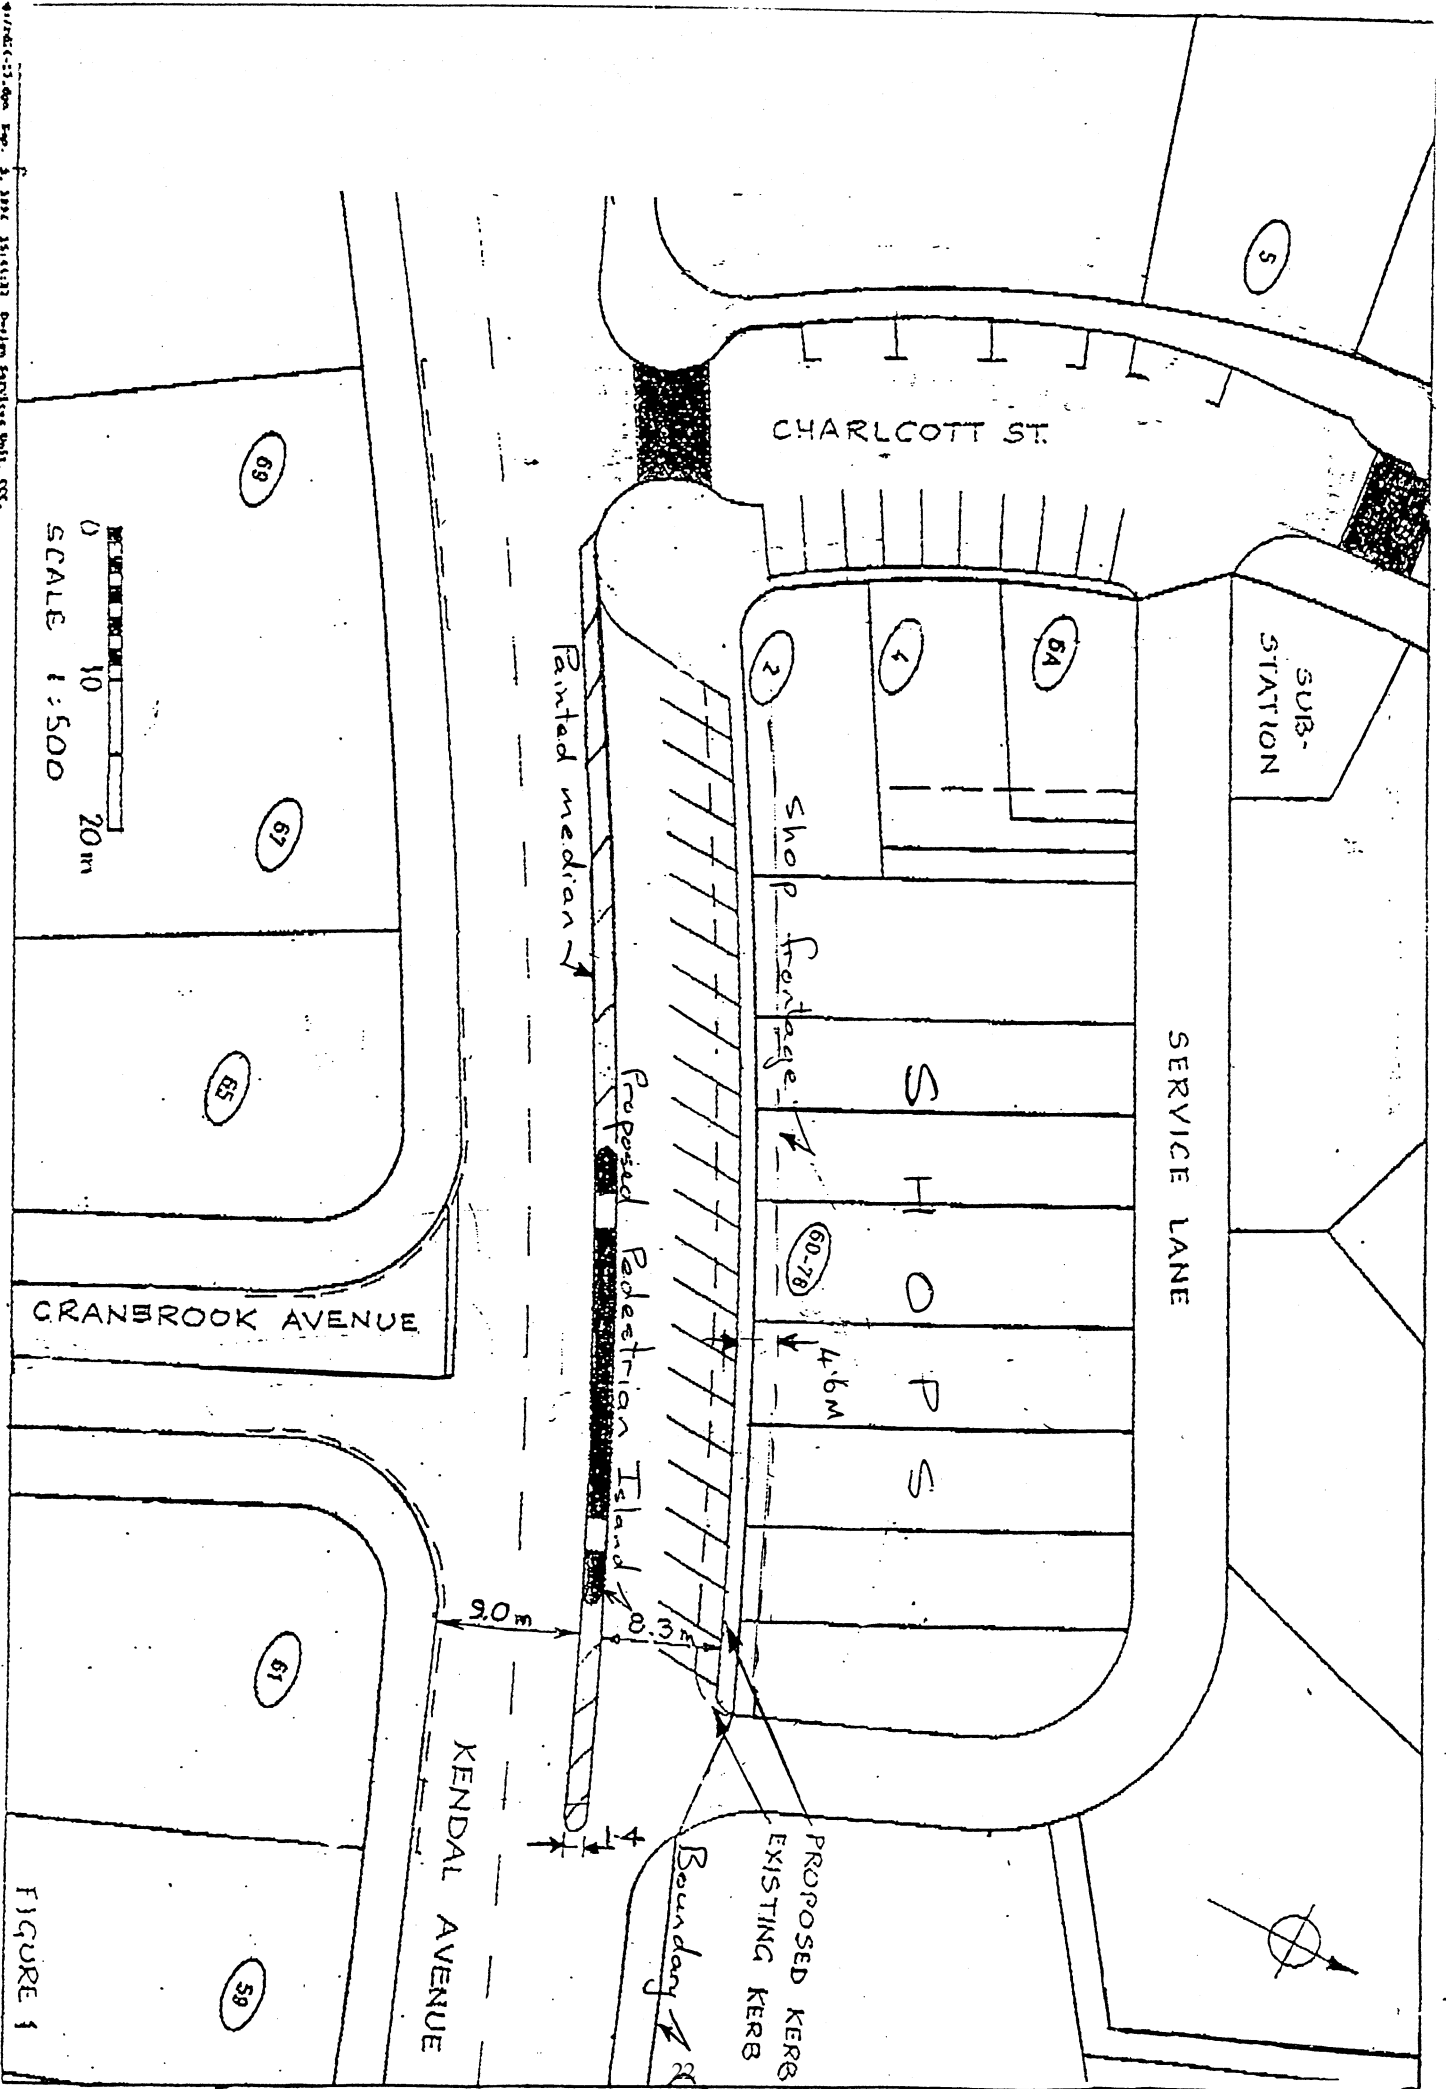 5
CHARLCOTT ST.
SUB-
STATION
6A
4
2
Shop frontage
SERVICE LANE
SHOPS
60-78
4.6M
Painted median
Proposed Pedestrian Island
8.3m
9.0m
1.4
PROPOSED KERB
EXISTING KERB
Boundary
KENDAL AVENUE
CRANBROOK AVENUE
69
67
65
61
59
0 10 20m
SCALE 1:500
FIGURE 1